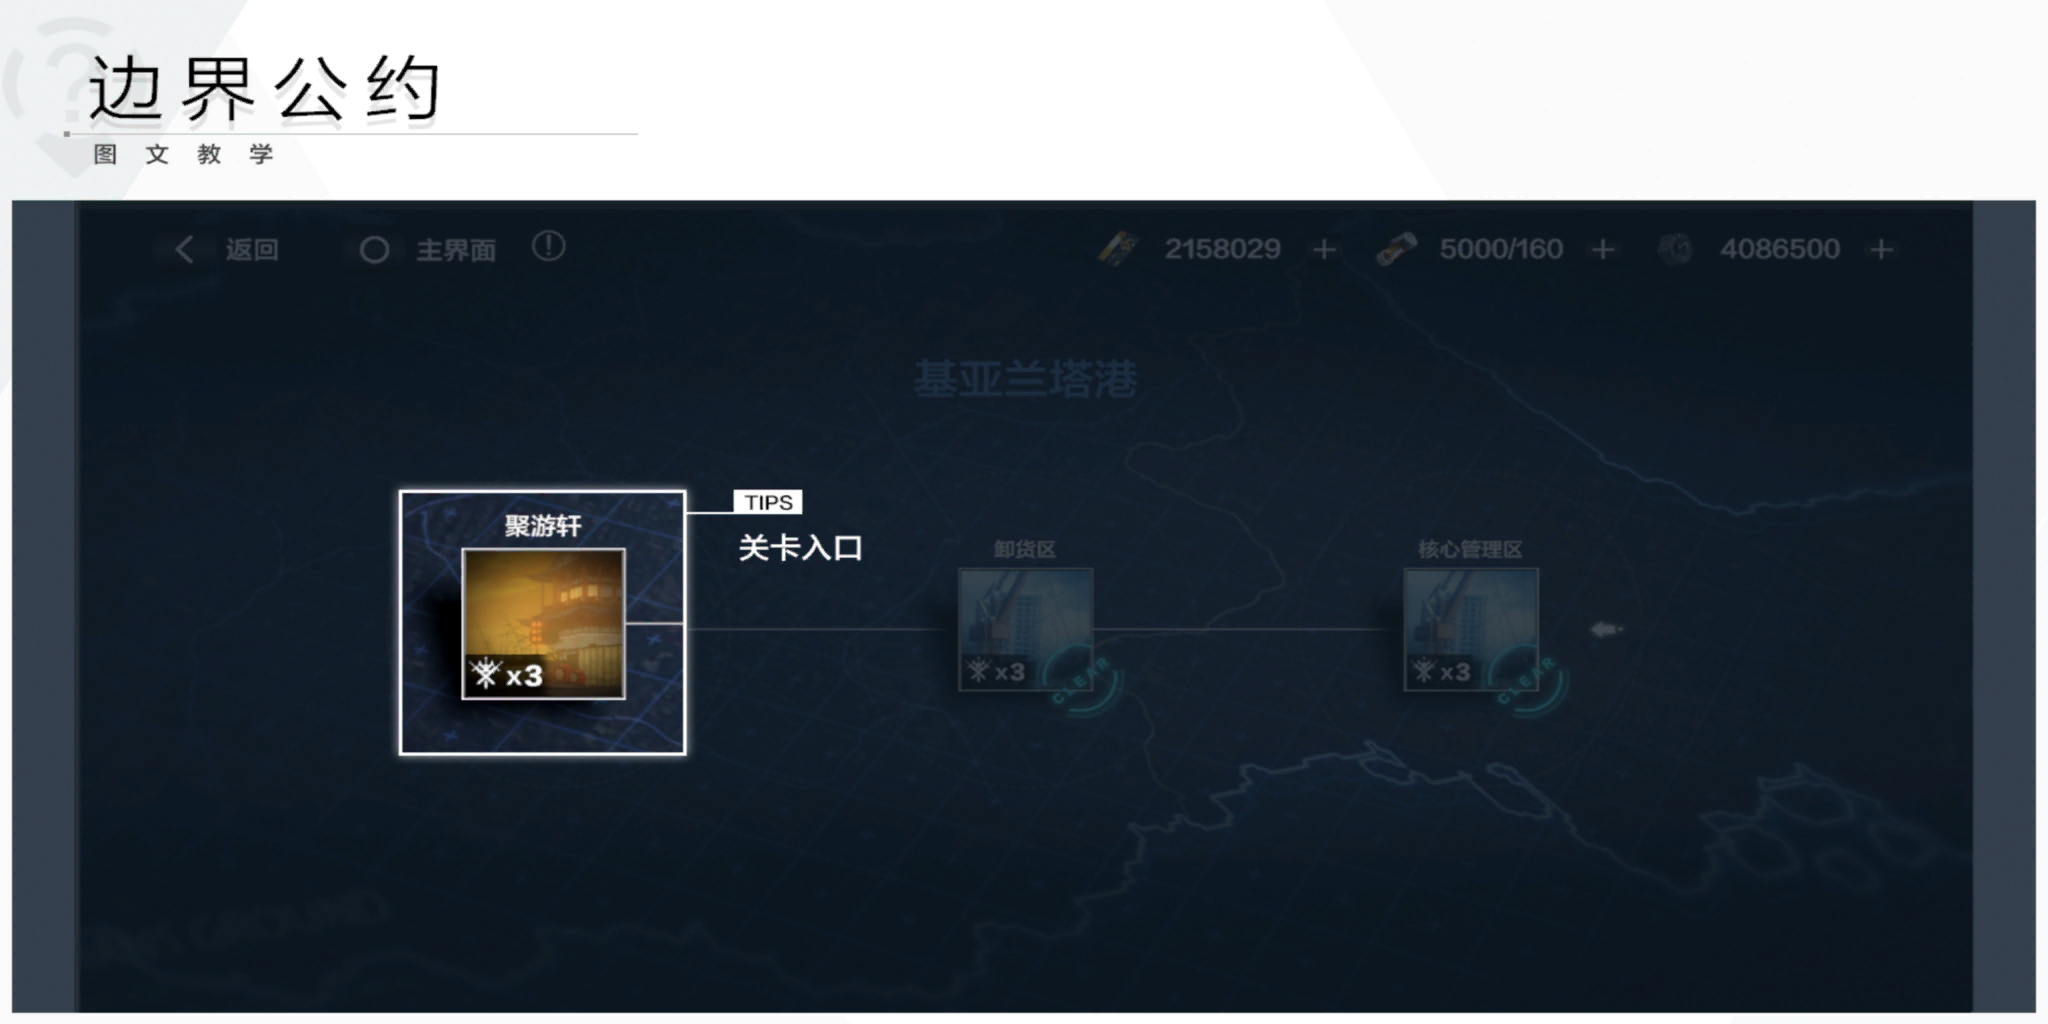 边界公约
图文教学
返回
主界面
2158029
5000/160
4086500
基亚兰塔港
聚游轩
x3
TIPS
关卡入口
卸货区
x3
CLEAR
核心管理区
x3
CLEAR